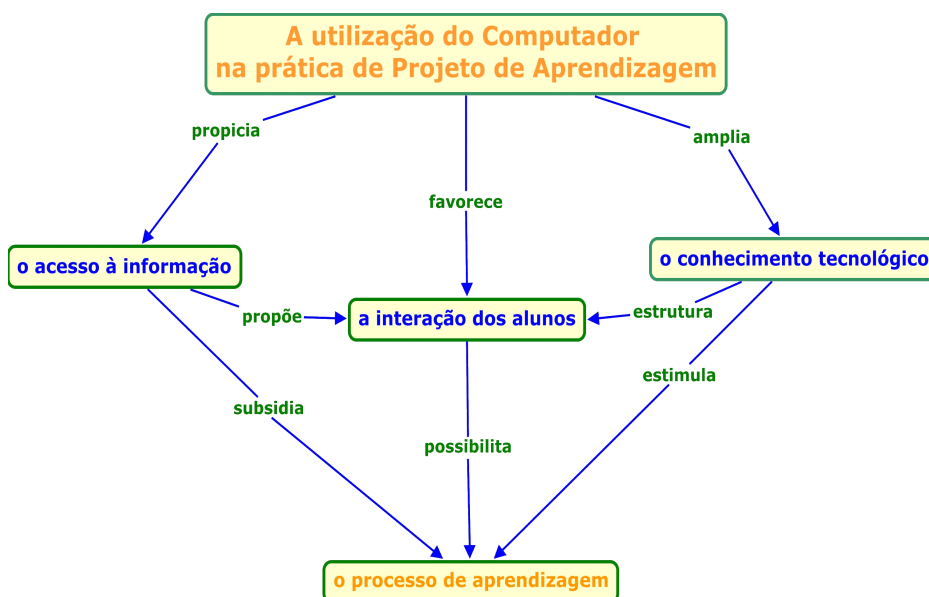 A utilização do Computador
na prática de Projeto de Aprendizagem
propicia
amplia
favorece
o acesso à informação
o conhecimento tecnológico
propõe
a interação dos alunos
estrutura
estimula
subsidia
possibilita
o processo de aprendizagem